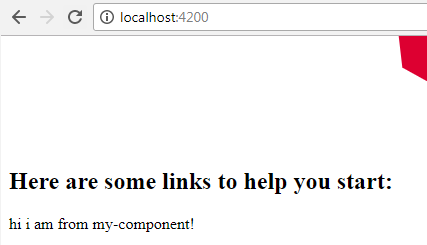 localhost:4200
Here are some links to help you start:
hi i am from my-component!